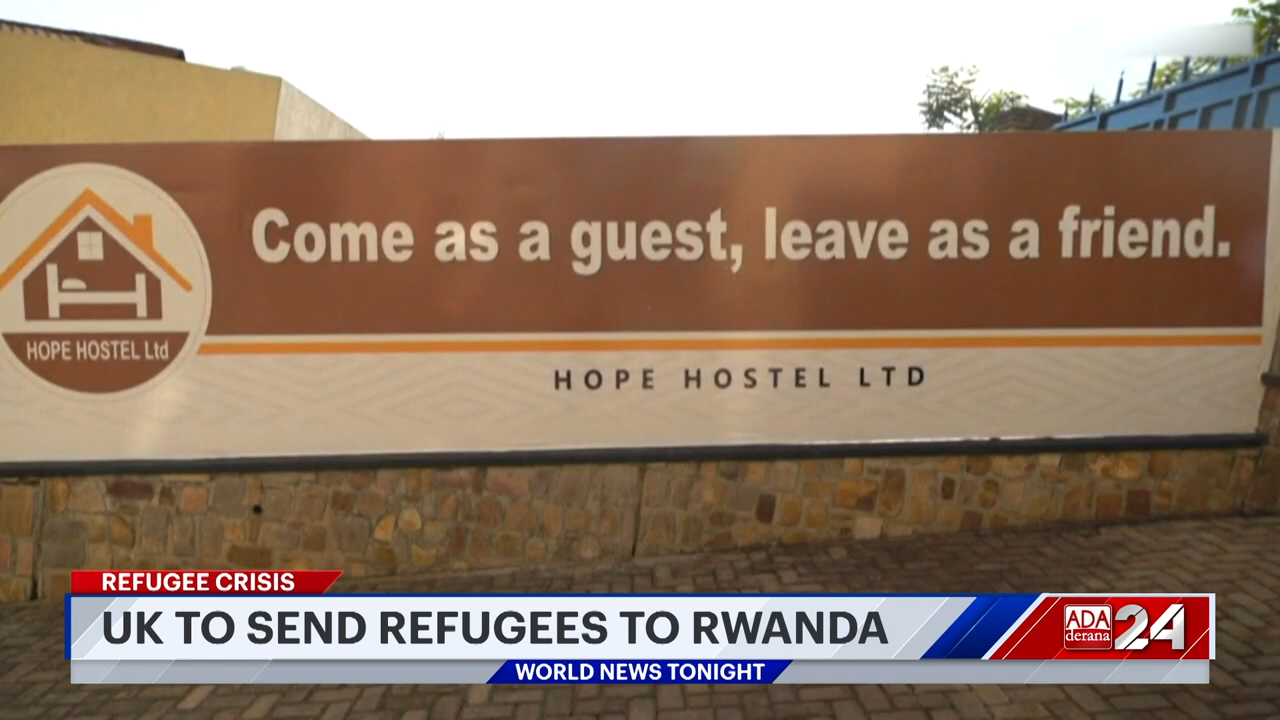 Come as a guest, leave as a friend.
HOPE HOSTEL Ltd
HOPE HOSTEL LTD
REFUGEE CRISIS
UK TO SEND REFUGEES TO RWANDA
ADA
derana
24
WORLD NEWS TONIGHT